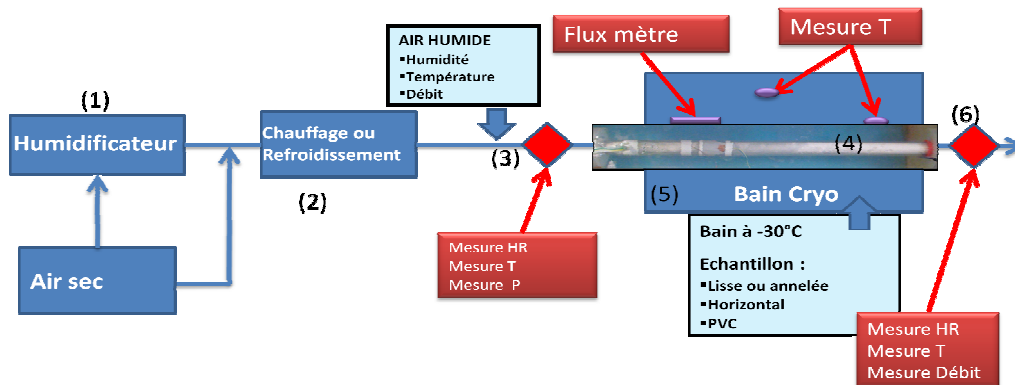 (1)
Humidificateur
Air sec
Chauffage ou
Refroidissement
(2)
AIR HUMIDE
▪Humidité
▪Température
▪Débit
(3)
Mesure HR
Mesure T
Mesure P
Flux mètre
Mesure T
(4)
(5)
Bain Cryo
Bain à -30°C
Echantillon :
▪Lisse ou annelée
▪Horizontal
▪PVC
(6)
Mesure HR
Mesure T
Mesure Débit